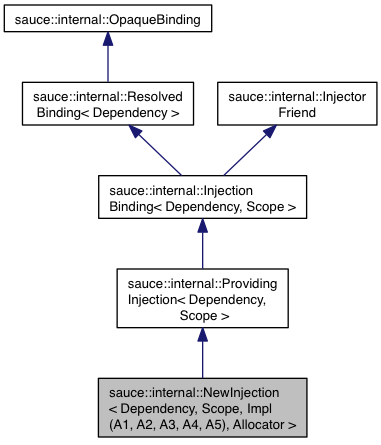 sauce::internal::OpaqueBinding
sauce::internal::Resolved
Binding< Dependency >
sauce::internal::Injector
Friend
sauce::internal::Injection
Binding< Dependency, Scope >
sauce::internal::Providing
Injection< Dependency,
Scope >
sauce::internal::NewInjection
< Dependency, Scope, Impl
(A1, A2, A3, A4, A5), Allocator >